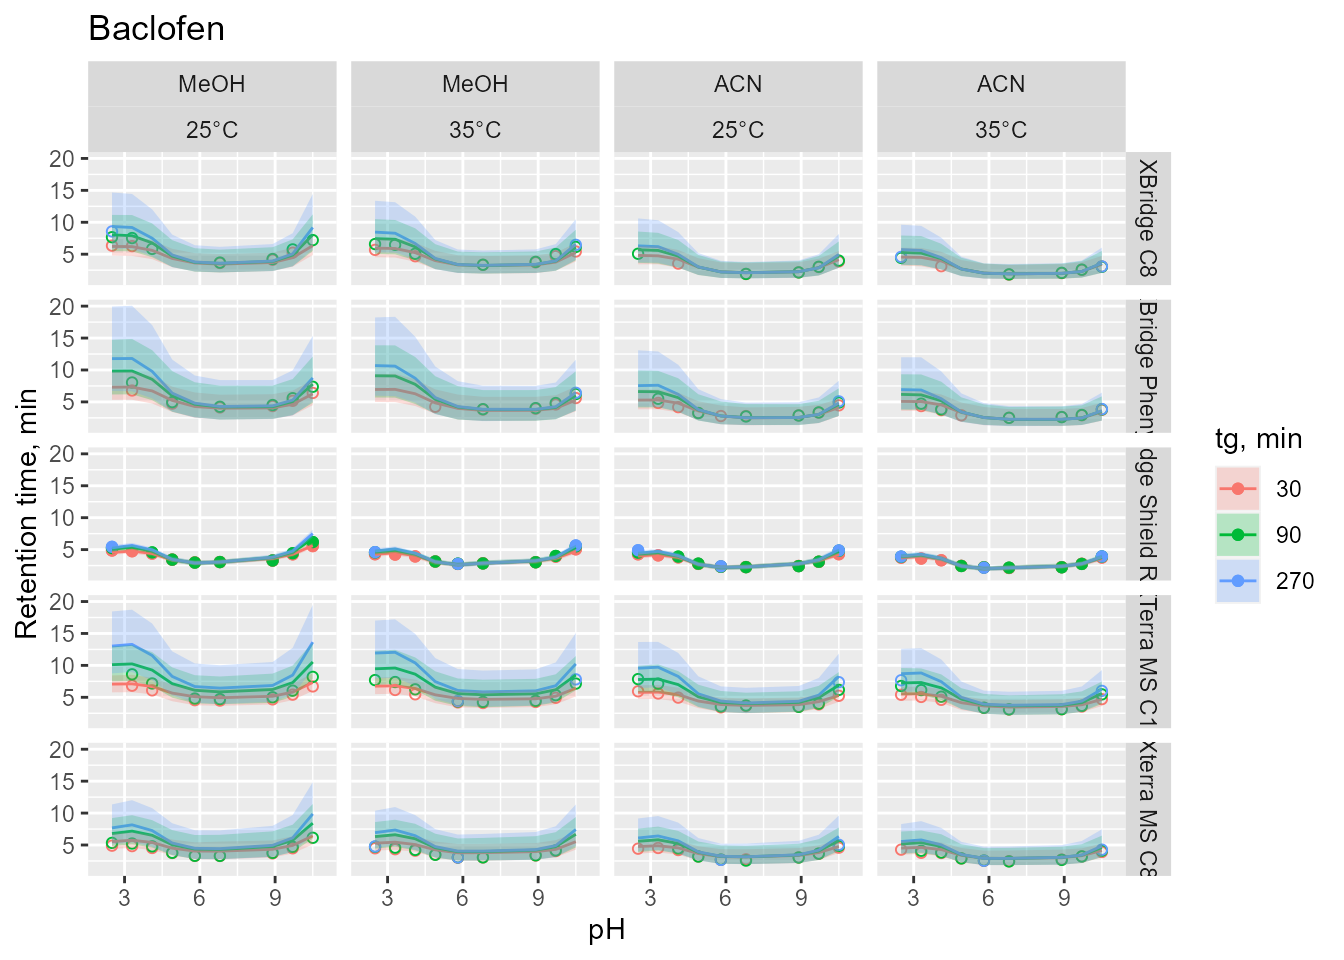 Baclofen
MeOH MeOH ACN ACN
25°C 35°C 25°C 35°C
20
15
10
5
XBridge C8
20
15
10
5
Bridge Pheny
20
15
10
5
dge Shield R
20
15
10
5
Terra MS C1
20
15
10
5
Xterra MS C8
3 6 9 3 6 9 3 6 9 3 6 9
pH
Retention time, min
tg, min
30
90
270